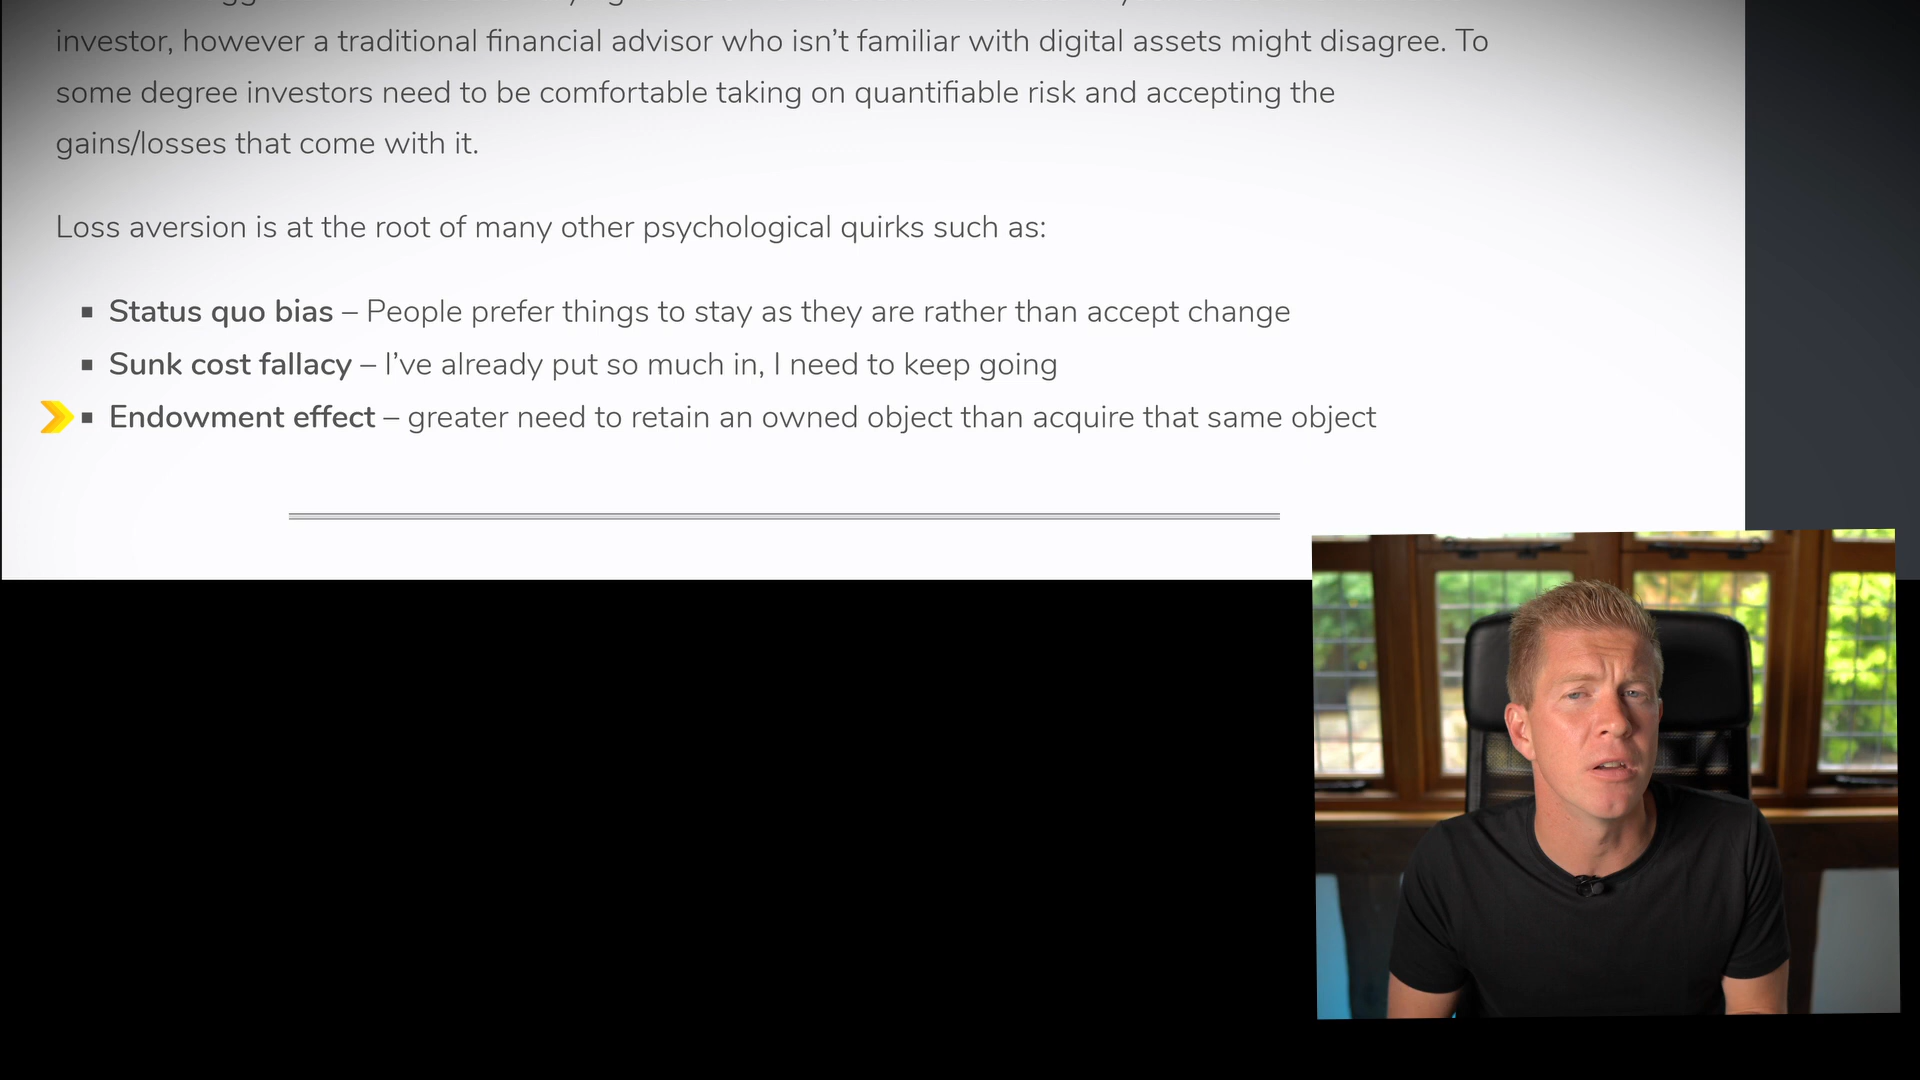 investor, however a traditional financial advisor who isn’t familiar with digital assets might disagree. To
some degree investors need to be comfortable taking on quantifiable risk and accepting the
gains/losses that come with it.
Loss aversion is at the root of many other psychological quirks such as:
▪ Status quo bias – People prefer things to stay as they are rather than accept change
▪ Sunk cost fallacy – I’ve already put so much in, I need to keep going
▪ Endowment effect – greater need to retain an owned object than acquire that same object